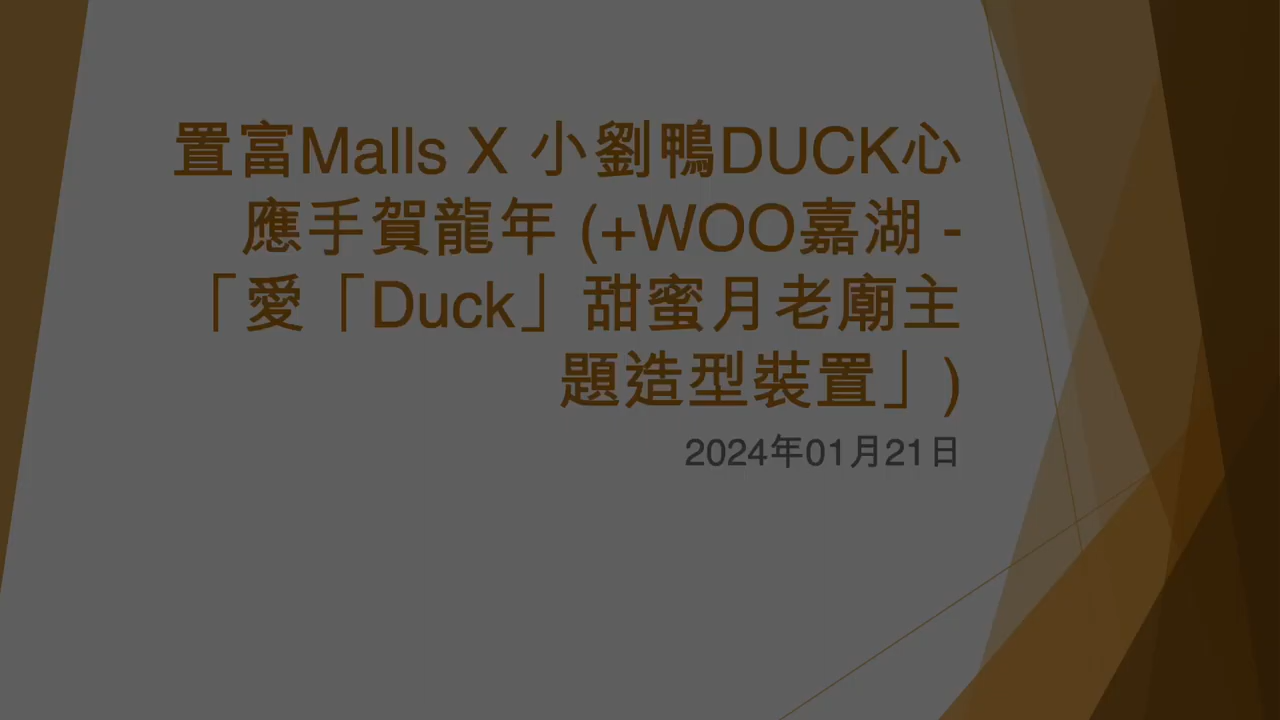 置富Malls X 小劉鴨DUCK心
應手賀龍年 (+WOO嘉湖 -
「愛「Duck」甜蜜月老廟主
題造型裝置」)
2024年01月21日